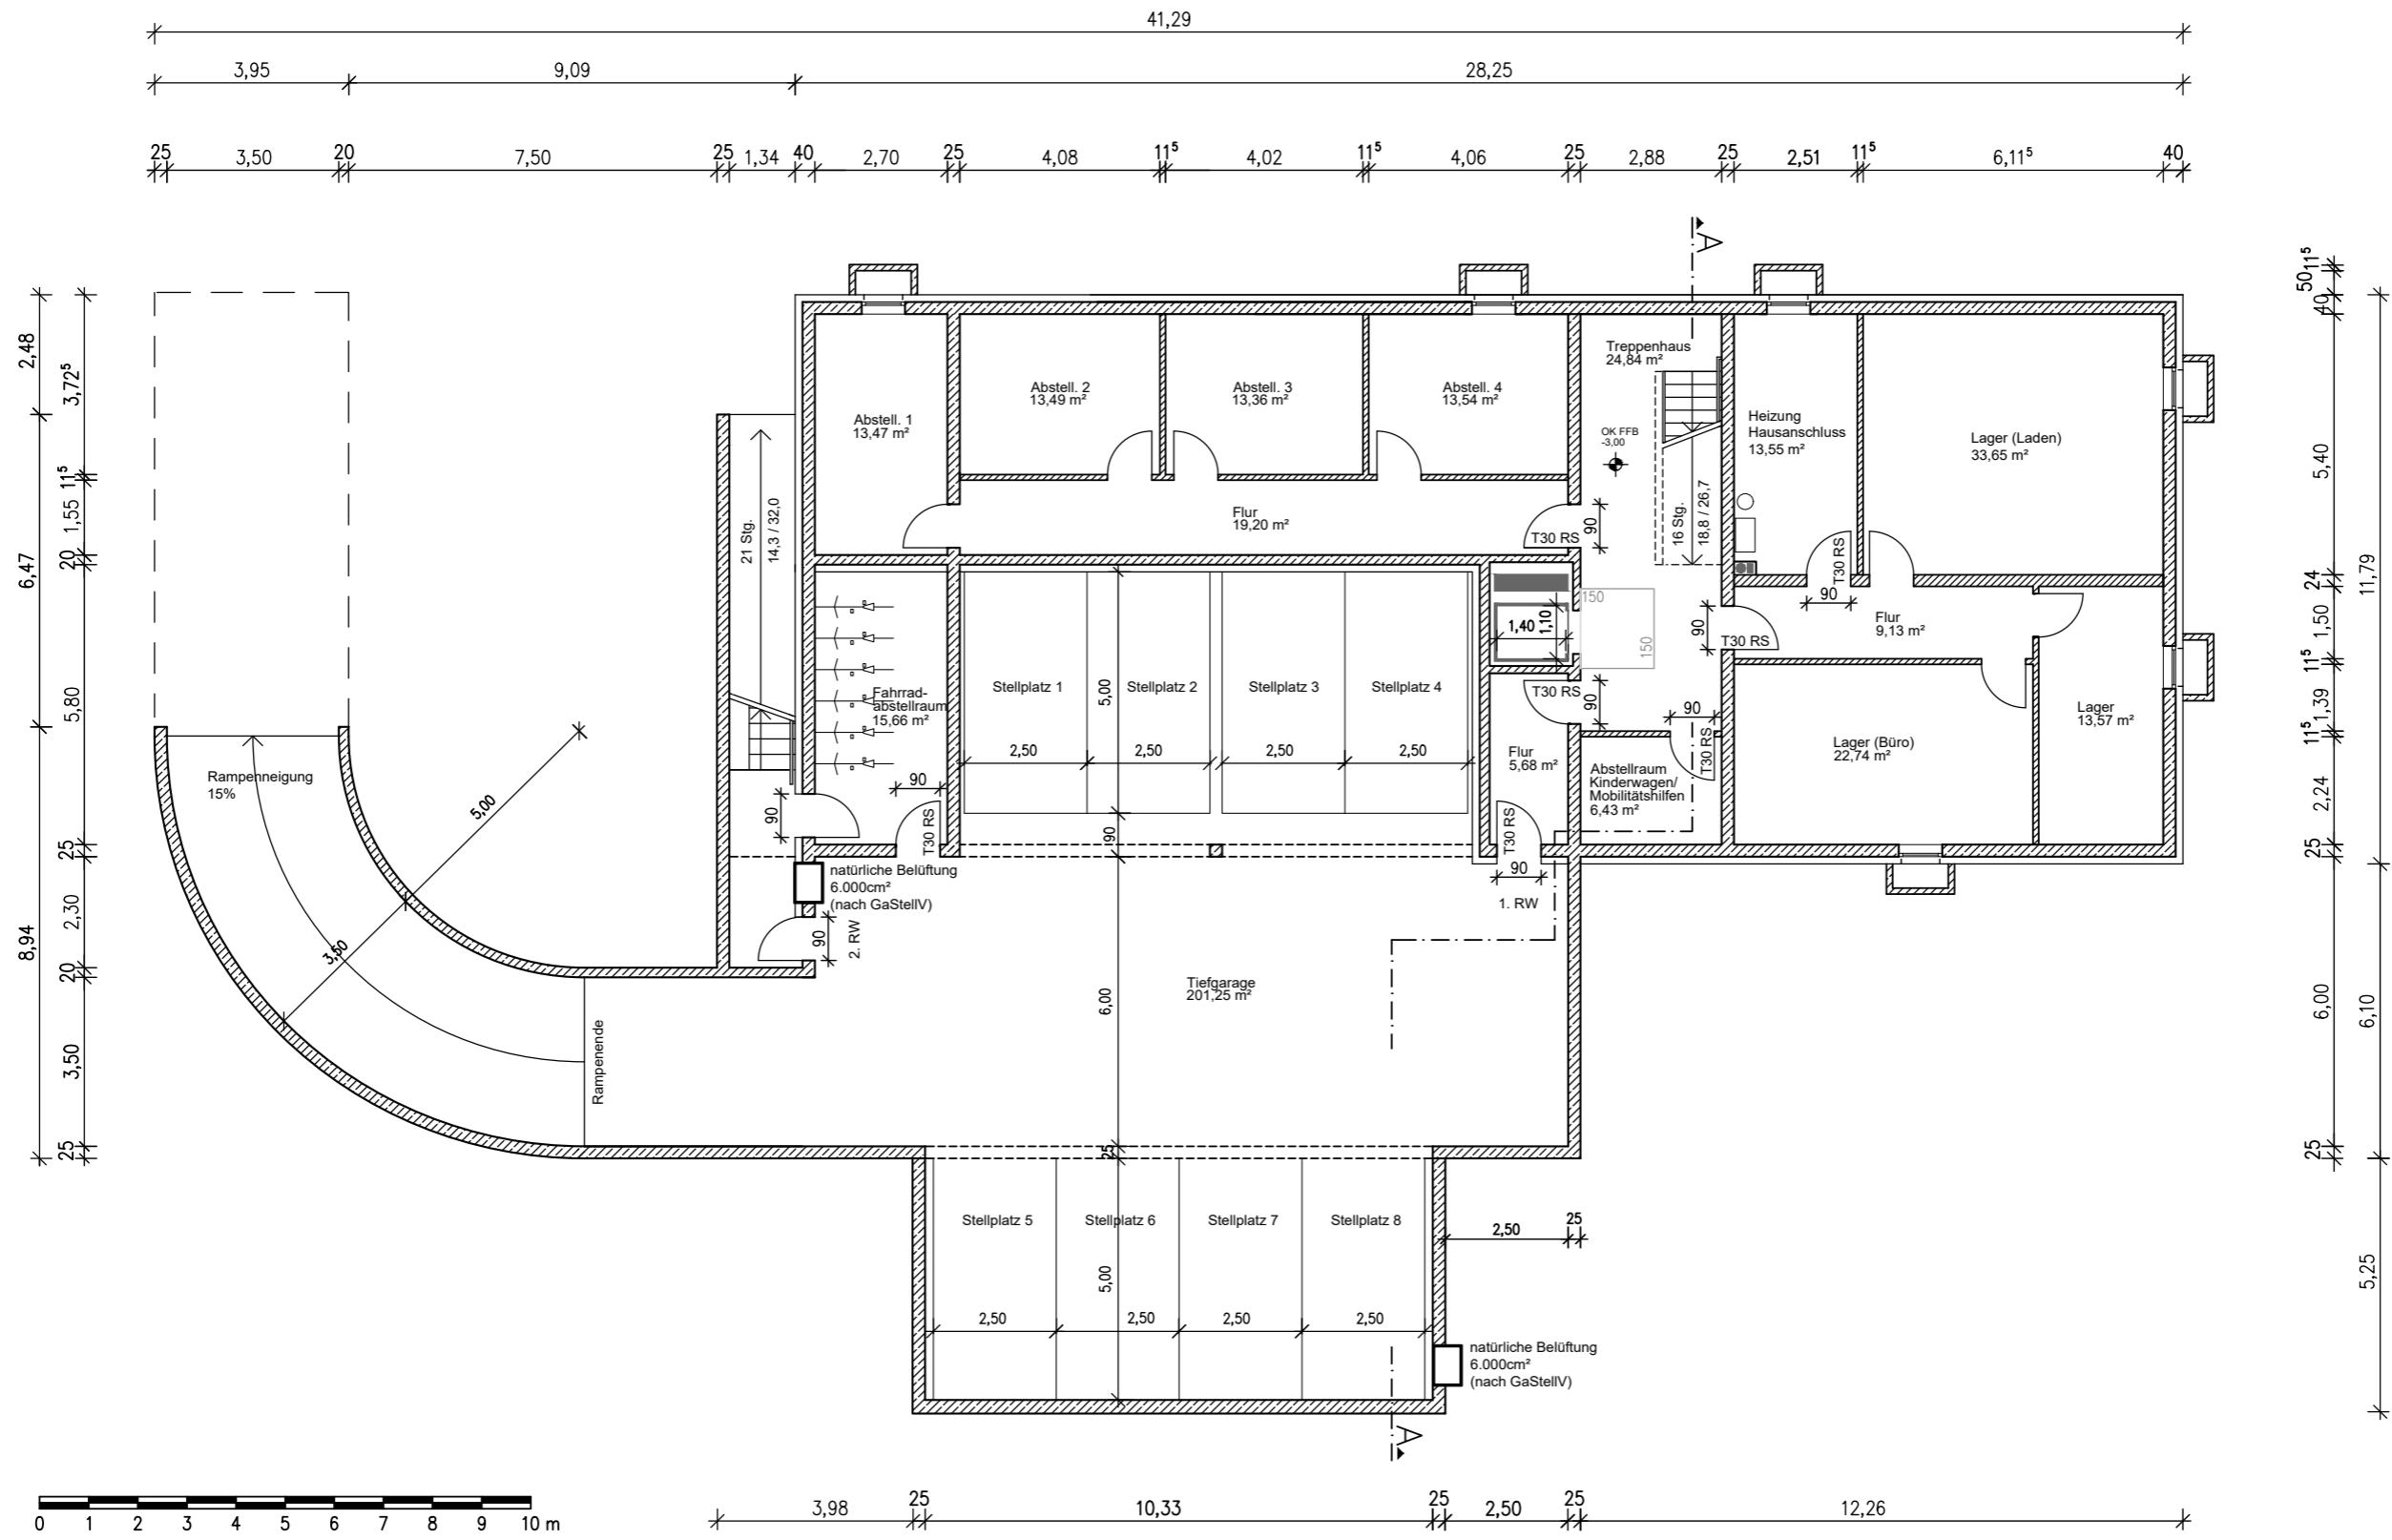 41,29
3,95 9,09 28,25
25 3,50 20 7,50 25 1,34 40 2,70 25 4,08 11⁵ 4,02 11⁵ 4,06 25 2,88 25 2,51 11⁵ 6,11⁵ 40
A
2,48
6,47
8,94
3,72⁵
11⁵
1,55
20
5,80
25
2,30
20
3,50
25
Abstell. 1
13,47 m²
Abstell. 2
13,49 m²
Abstell. 3
13,36 m²
Abstell. 4
13,54 m²
Treppenhaus
24,84 m²
OK FFB
-3,00
16 Stg.
18,8 / 26,7
Heizung
Hausanschluss
13,55 m²
Lager (Laden)
33,65 m²
21 Stg.
14,3 / 32,0
Flur
19,20 m²
T30 RS
90
T30 RS
90
1,40
1,10
150
150
90
T30 RS
Flur
9,13 m²
Fahrrad-
abstellraum
15,66 m²
Stellplatz 1
Stellplatz 2
Stellplatz 3
Stellplatz 4
5,00
2,50 2,50 2,50 2,50
T30 RS
90
90
T30 RS
Flur
5,68 m²
Abstellraum
Kinderwagen/
Mobilitätshilfen
6,43 m²
Lager (Büro)
22,74 m²
Lager
13,57 m²
Rampenneigung
15%
5,00
3,50
90
90
T30 RS
90
T30 RS
90
natürliche Belüftung
6.000cm²
(nach GaStellV)
90
2. RW
1. RW
Tiefgarage
201,25 m²
6,00
Rampenende
25
Stellplatz 5
Stellplatz 6
Stellplatz 7
Stellplatz 8
5,00
2,50 2,50 2,50 2,50
2,50 25
natürliche Belüftung
6.000cm²
(nach GaStellV)
A
11⁵
50
40
5,40
24
1,50
11⁵
1,39
11⁵
2,24
25
6,00
25
11,79
6,10
5,25
0 1 2 3 4 5 6 7 8 9 10 m
3,98 25 10,33 25 2,50 25 12,26